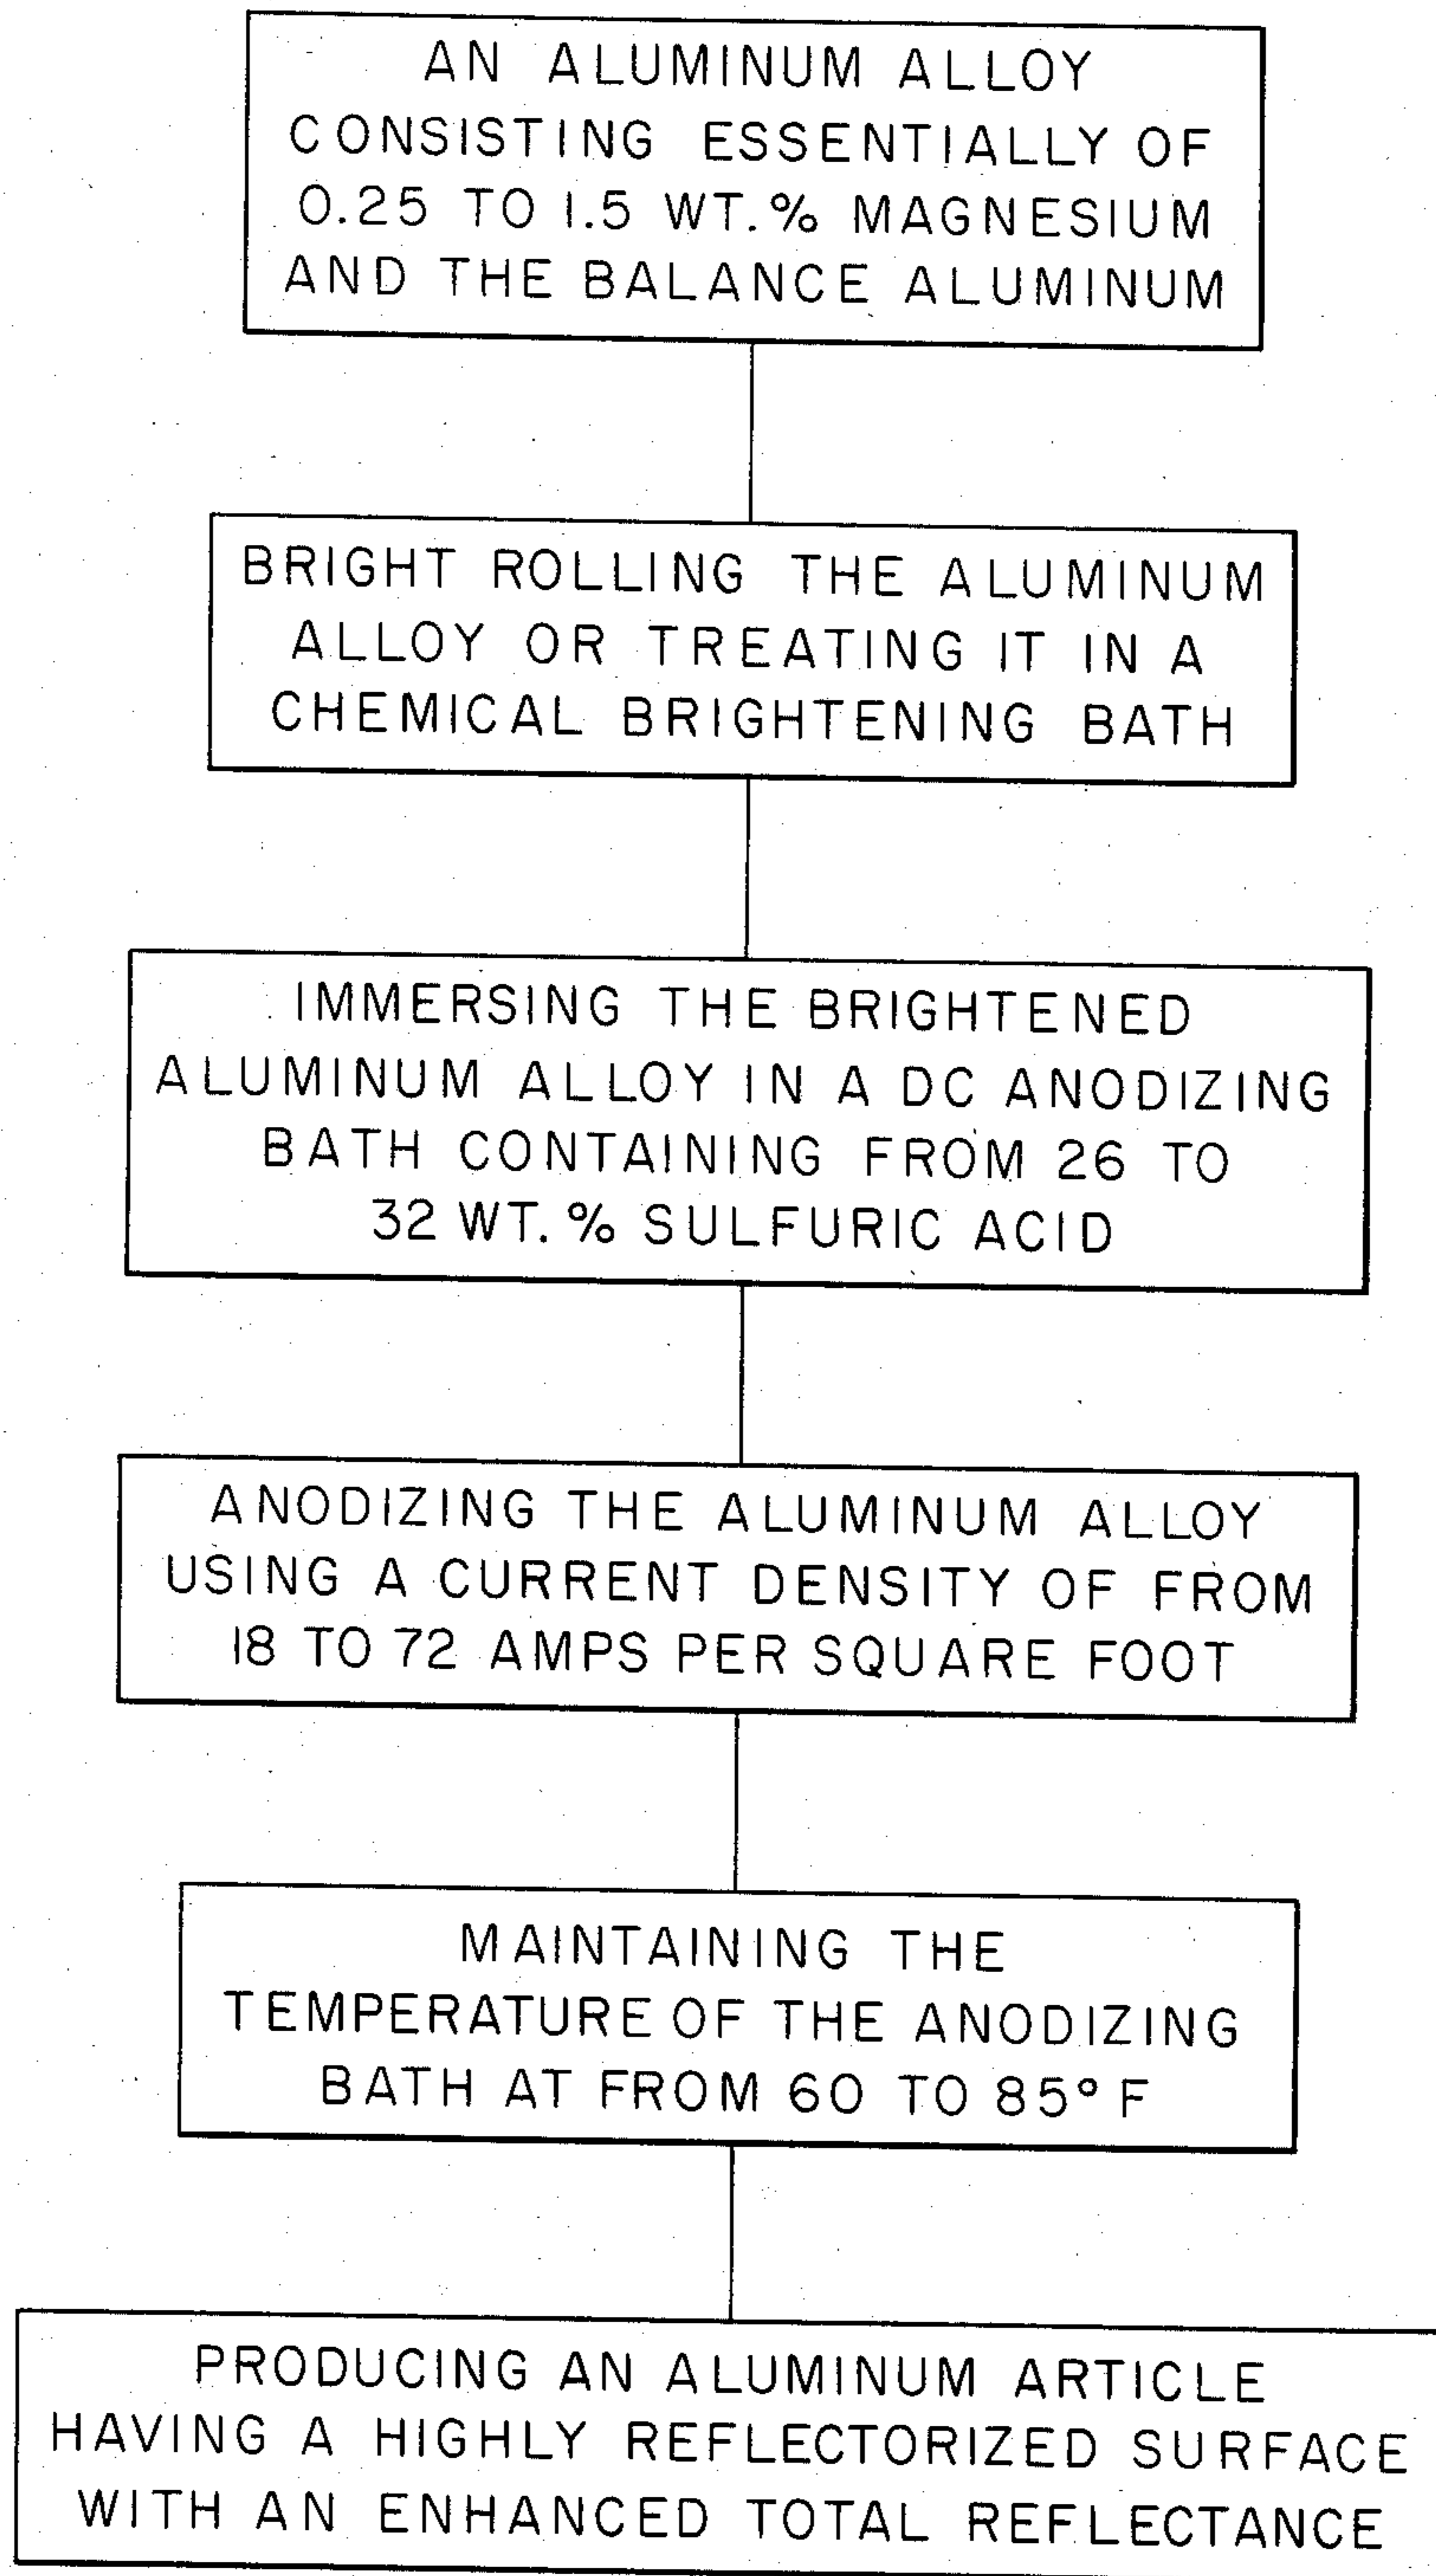 AN ALUMINUM ALLOY
CONSISTING ESSENTIALLY OF
0.25 TO 1.5 WT.% MAGNESIUM
AND THE BALANCE ALUMINUM
BRIGHT ROLLING THE ALUMINUM
ALLOY OR TREATING IT IN A
CHEMICAL BRIGHTENING BATH
IMMERSING THE BRIGHTENED
ALUMINUM ALLOY IN A DC ANODIZING
BATH CONTAINING FROM 26 TO
32 WT.% SULFURIC ACID
ANODIZING THE ALUMINUM ALLOY
USING A CURRENT DENSITY OF FROM
18 TO 72 AMPS PER SQUARE FOOT
MAINTAINING THE
TEMPERATURE OF THE ANODIZING
BATH AT FROM 60 TO 85° F
PRODUCING AN ALUMINUM ARTICLE
HAVING A HIGHLY REFLECTORIZED SURFACE
WITH AN ENHANCED TOTAL REFLECTANCE